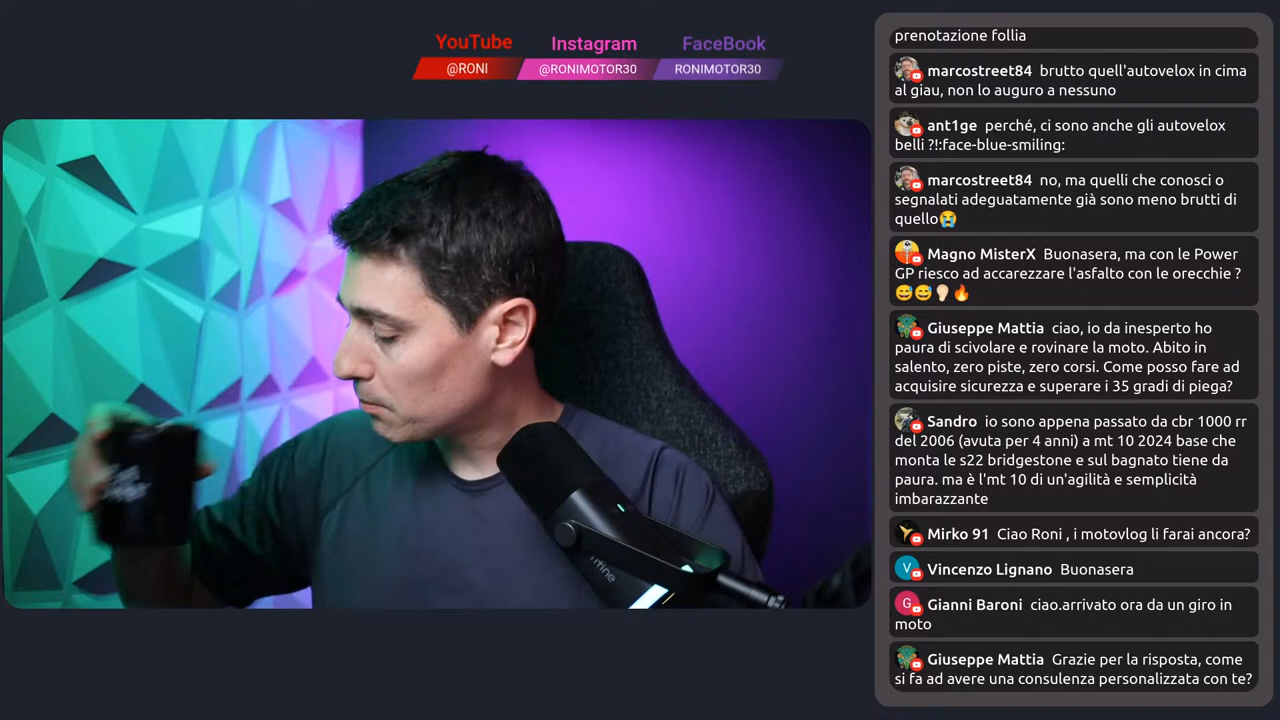 YouTube
Instagram
FaceBook
@RONI
@RONIMOTOR30
RONIMOTOR30
prenotazione follia
marcostreet84 brutto quell'autovelox in cima
al giau, non lo auguro a nessuno
ant1ge perché, ci sono anche gli autovelox
belli ?!:face-blue-smiling:
marcostreet84 no, ma quelli che conosci o
segnalati adeguatamente già sono meno brutti di
quello😭
Magno MisterX Buonasera, ma con le Power
GP riesco ad accarezzare l'asfalto con le orecchie ?
😅😅👂🏻🔥
Giuseppe Mattia ciao, io da inesperto ho
paura di scivolare e rovinare la moto. Abito in
salento, zero piste, zero corsi. Come posso fare ad
acquisire sicurezza e superare i 35 gradi di piega?
Sandro io sono appena passato da cbr 1000 rr
del 2006 (avuta per 4 anni) a mt 10 2024 base che
monta le s22 bridgestone e sul bagnato tiene da
paura. ma è l'mt 10 di un'agilità e semplicità
imbarazzante
Mirko 91 Ciao Roni , i motovlog li farai ancora?
V
Vincenzo Lignano Buonasera
G
Gianni Baroni ciao.arrivato ora da un giro in
moto
Giuseppe Mattia Grazie per la risposta, come
si fa ad avere una consulenza personalizzata con te?